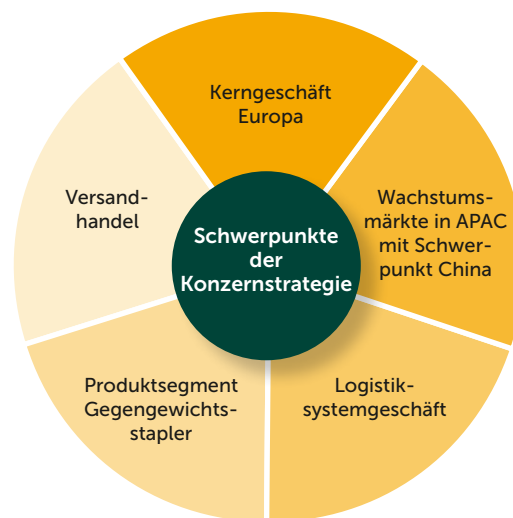 Kerngeschäft
Europa
Wachstums-
märkte in APAC
mit Schwer-
punkt China
Logistik-
systemgeschäft
Produktsegment
Gegengewichts-
stapler
Versand-
handel
Schwerpunkte
der
Konzernstrategie